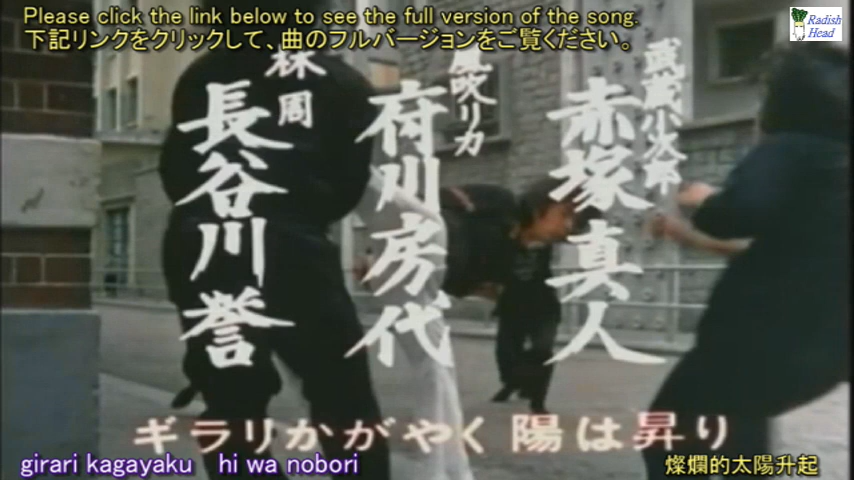 Please click the link below to see the full version of the song.
下記リンクをクリックして、曲のフルバージョンをご覧ください。
Radish
Head
武蔵小次郎
赤塚真人
吹リカ
府川房代
林周
長谷川誉
ギラリかがやく 陽は昇り
girari kagayaku hi wa nobori
燦爛的太陽升起